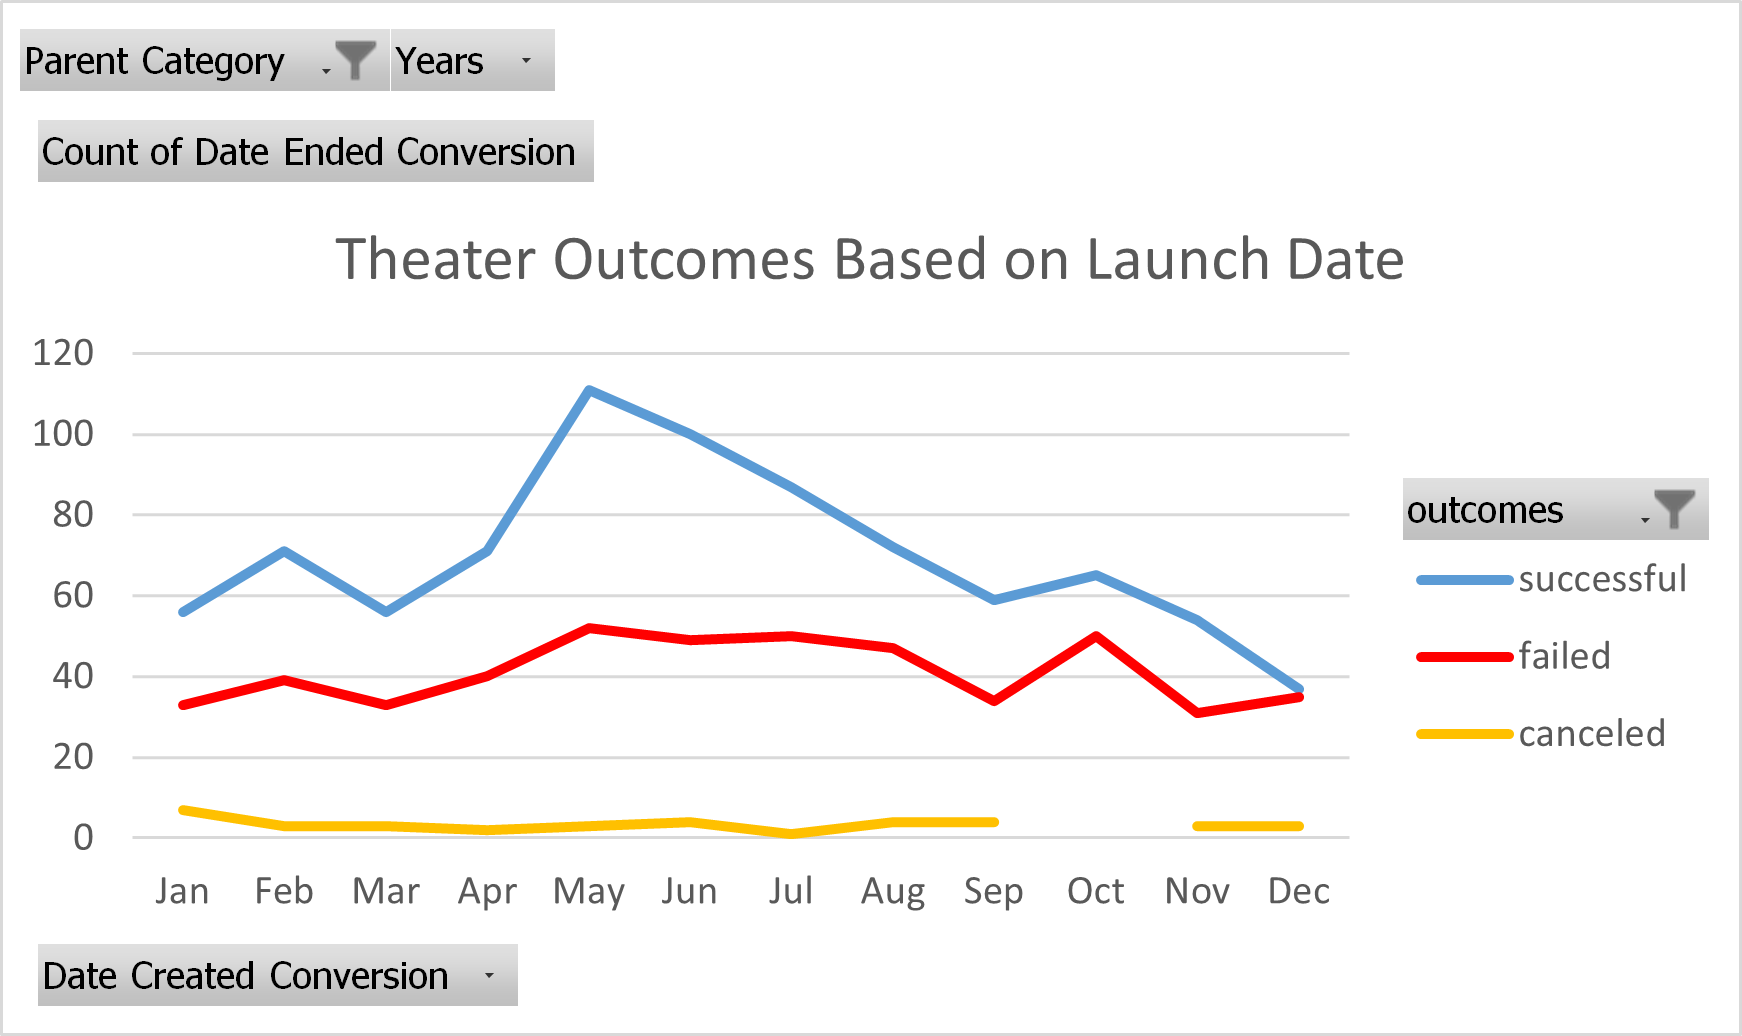 Parent Category Years
Count of Date Ended Conversion
Theater Outcomes Based on Launch Date
120
100
80
60
40
20
0
Jan Feb Mar Apr May Jun Jul Aug Sep Oct Nov Dec
outcomes
successful
failed
canceled
Date Created Conversion